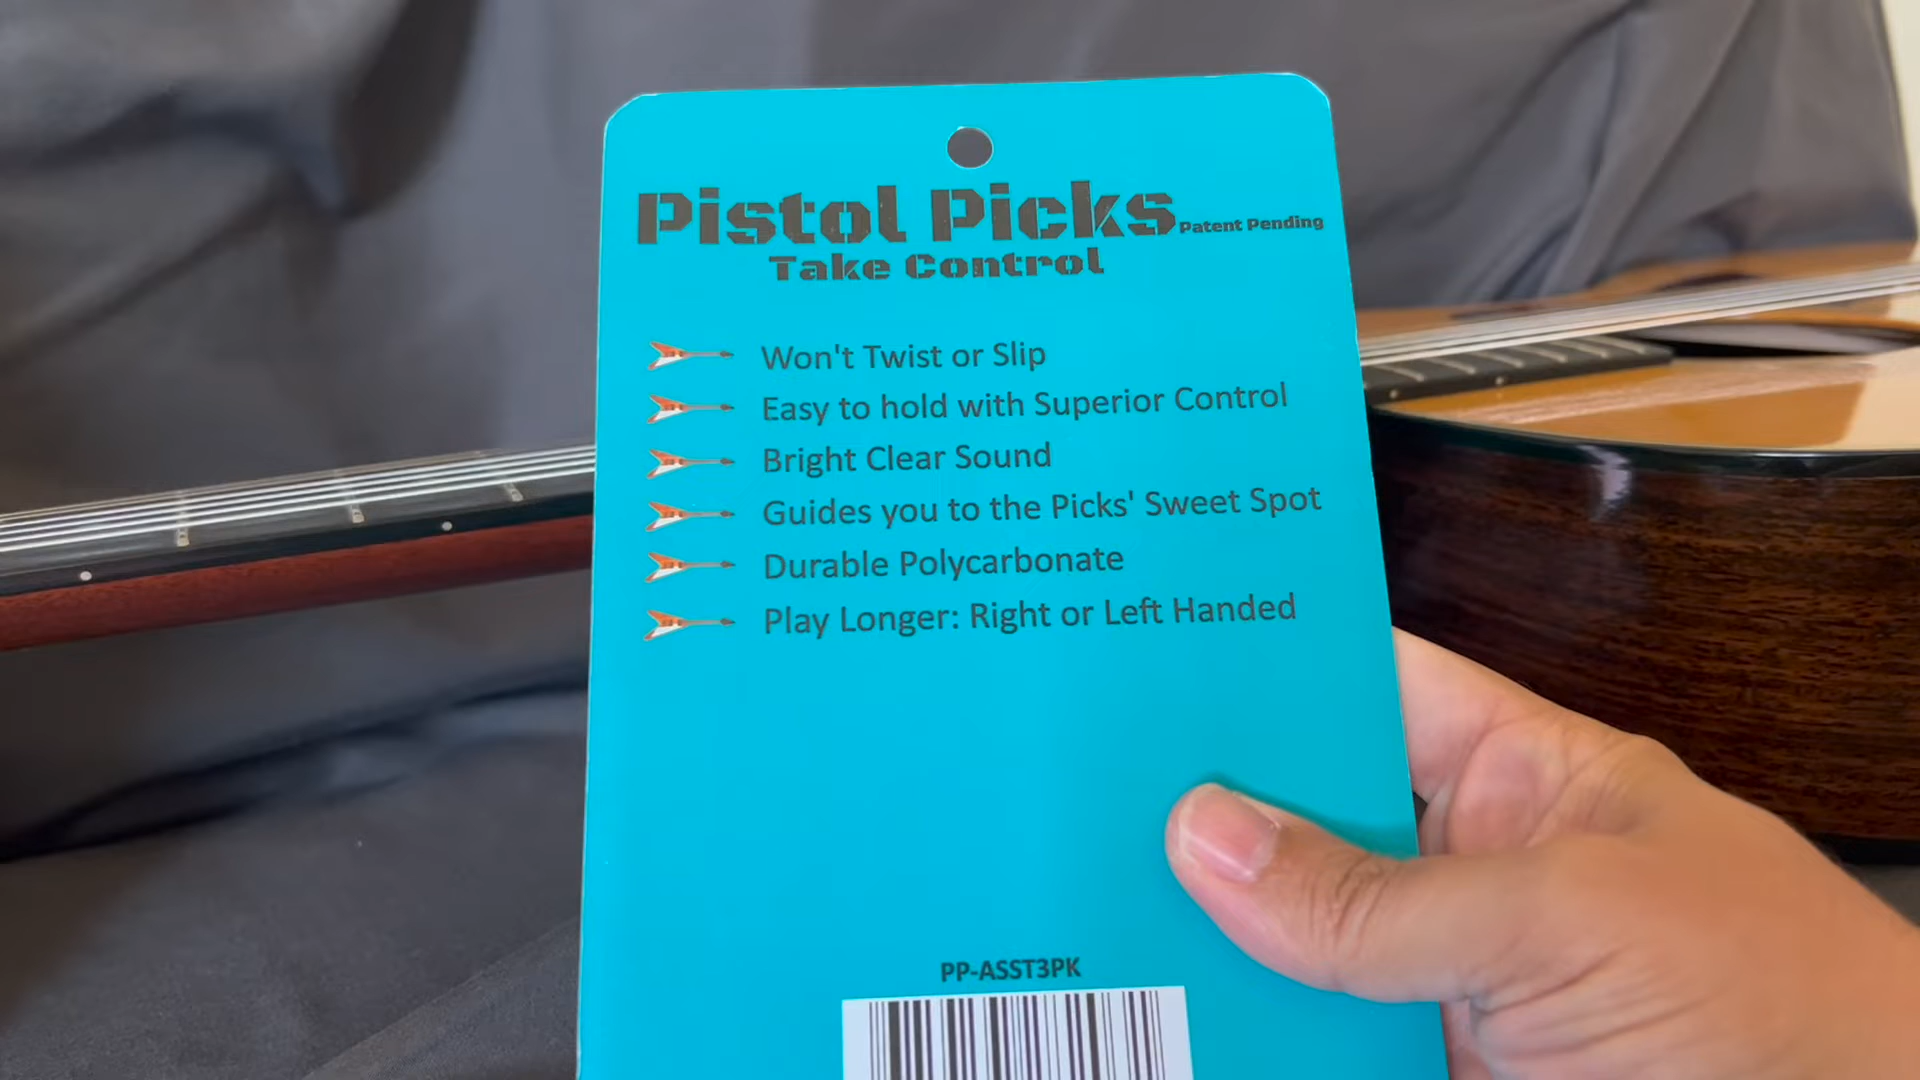 Pistol Picks Patent Pending
Take Control
Won't Twist or Slip
Easy to hold with Superior Control
Bright Clear Sound
Guides you to the Picks' Sweet Spot
Durable Polycarbonate
Play Longer: Right or Left Handed
PP-ASST3PK